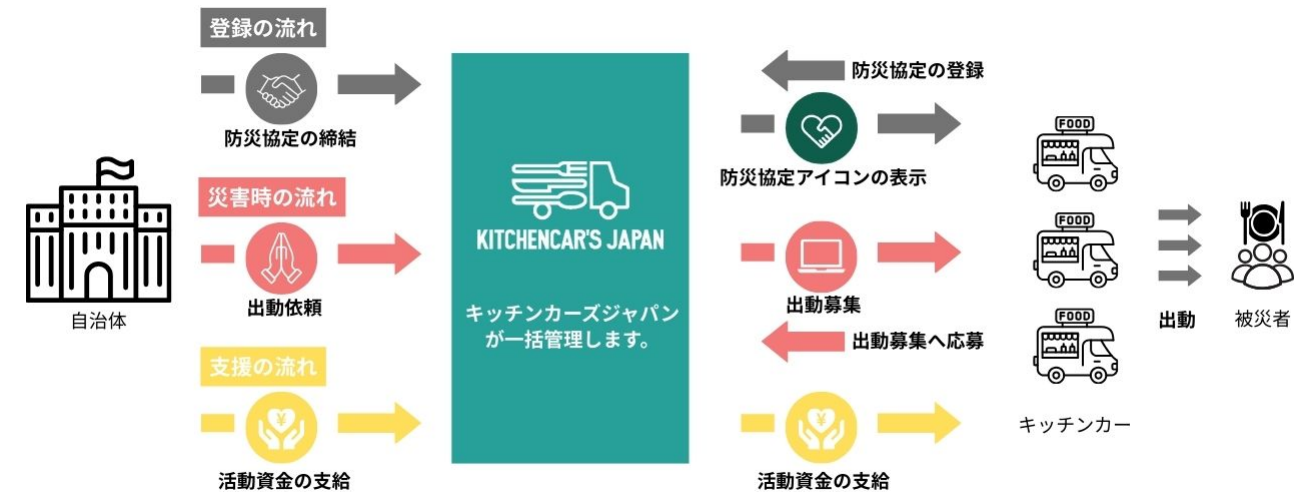 登録の流れ
防災協定の締結
災害時の流れ
出動依頼
支援の流れ
¥
活動資金の支給
自治体
KITCHENCAR'S JAPAN
キッチンカーズジャパン
が一括管理します。
防災協定の登録
防災協定アイコンの表示
出動募集
出動募集へ応募
¥
活動資金の支給
FOOD
FOOD
FOOD
キッチンカー
出動
被災者